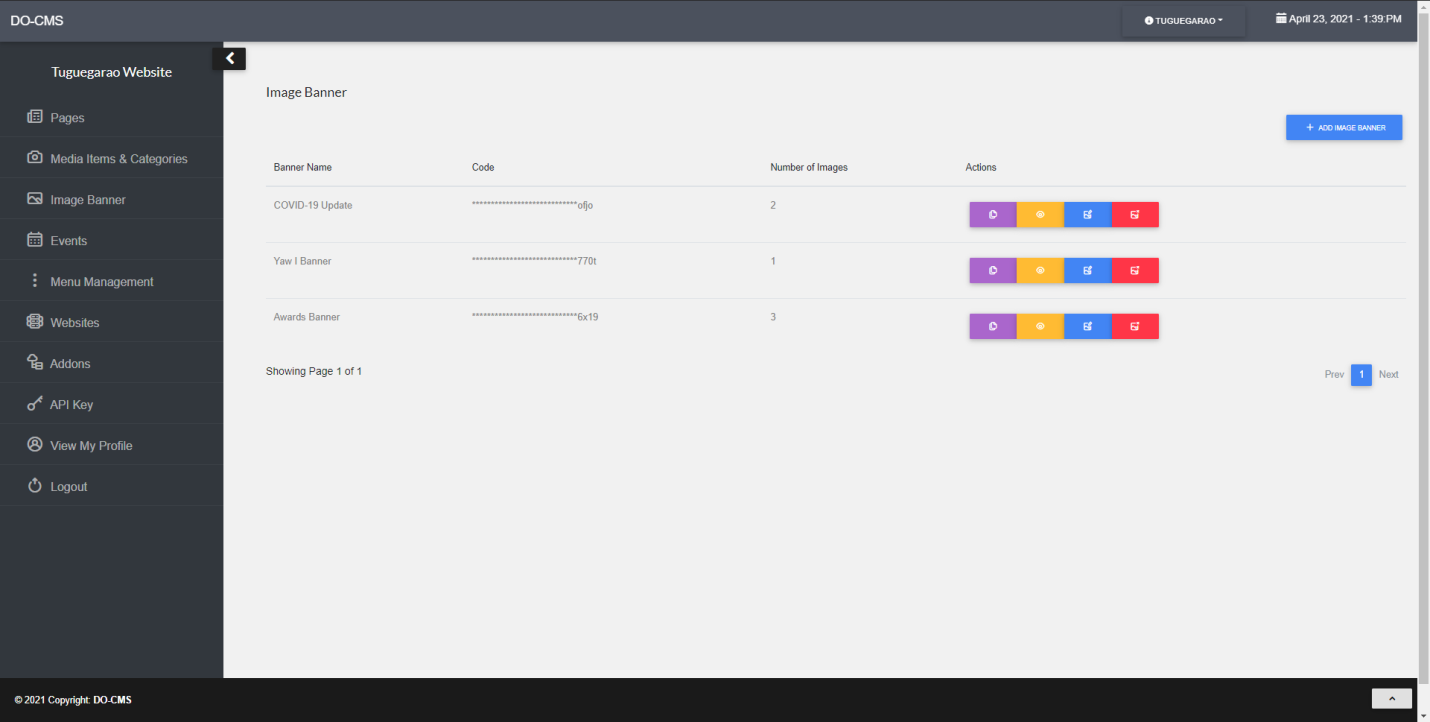 DO-CMS
TUGUEGARAO
April 23, 2021 - 1:39:PM
Tuguegarao Website
Pages
Media Items & Categories
Image Banner
Events
Menu Management
Websites
Addons
API Key
View My Profile
Logout
Image Banner
+ ADD IMAGE BANNER
Banner Name Code Number of Images Actions
COVID-19 Update ****************************ofjo 2
Yaw I Banner ****************************770t 1
Awards Banner ****************************6x19 3
Showing Page 1 of 1
Prev 1 Next
© 2021 Copyright: DO-CMS